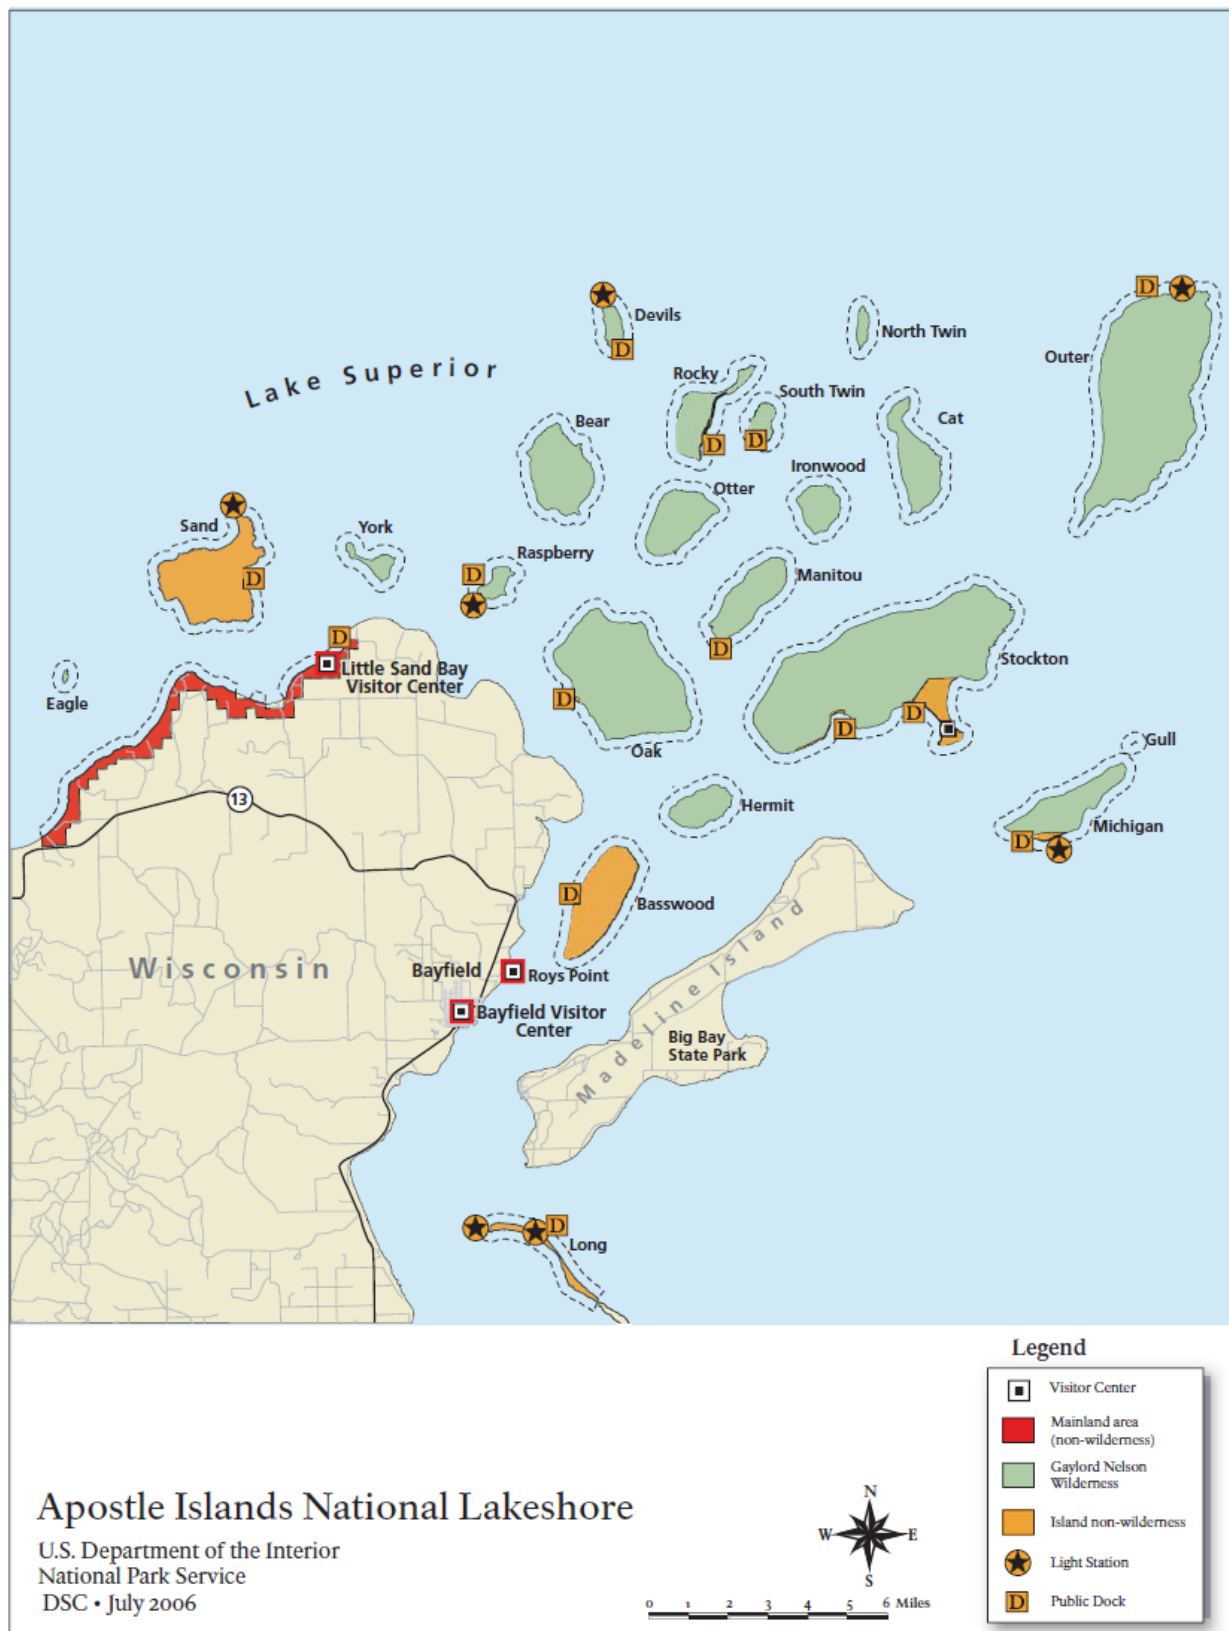 Devils
North Twin
Outer
Lake Superior
Rocky
South Twin
Bear
Cat
Ironwood
Otter
Sand
York
Raspberry
Manitou
Little Sand Bay
Visitor Center
Stockton
Eagle
Oak
Gull
13
Hermit
Michigan
Basswood
Madeline Island
Wisconsin
Bayfield
Roys Point
Bayfield Visitor
Center
Big Bay
State Park
Long
D
D
D
D
D
D
D
D
D
D
D
D
D
D
Legend
Visitor Center
Mainland area
(non-wilderness)
Gaylord Nelson
Wilderness
Island non-wilderness
Light Station
D Public Dock
Apostle Islands National Lakeshore
U.S. Department of the Interior
National Park Service
DSC • July 2006
N
W E
S
0 1 2 3 4 5 6 Miles